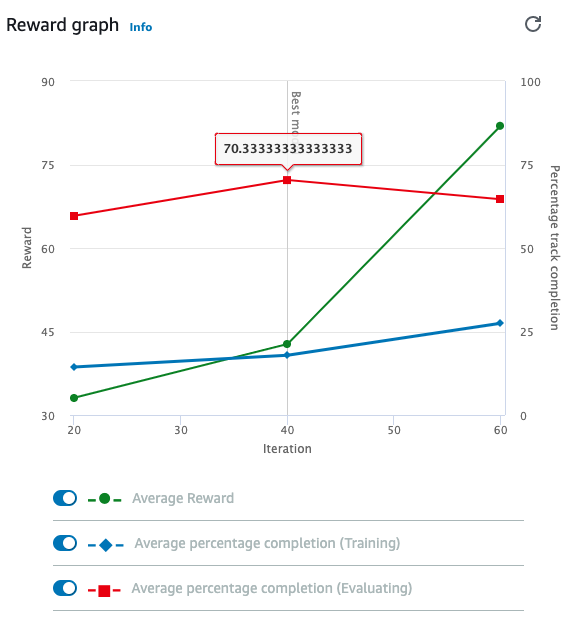 Reward graph Info
90
75
60
45
30
Reward
100
75
50
25
0
Percentage track completion
Best m
70.33333333333333
20 30 40 50 60
Iteration
Average Reward
Average percentage completion (Training)
Average percentage completion (Evaluating)